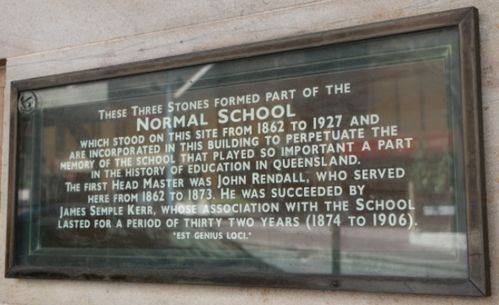 THESE THREE STONES FORMED PART OF THE
NORMAL SCHOOL
WHICH STOOD ON THIS SITE FROM 1862 TO 1927 AND
ARE INCORPORATED IN THIS BUILDING TO PERPETUATE THE
MEMORY OF THE SCHOOL THAT PLAYED SO IMPORTANT A PART
IN THE HISTORY OF EDUCATION IN QUEENSLAND.
THE FIRST HEAD MASTER WAS JOHN RENDALL, WHO SERVED
HERE FROM 1862 TO 1873. HE WAS SUCCEEDED BY
JAMES SEMPLE KERR, WHOSE ASSOCIATION WITH THE SCHOOL
LASTED FOR A PERIOD OF THIRTY TWO YEARS (1874 TO 1906).
"EST GENIUS LOCI."